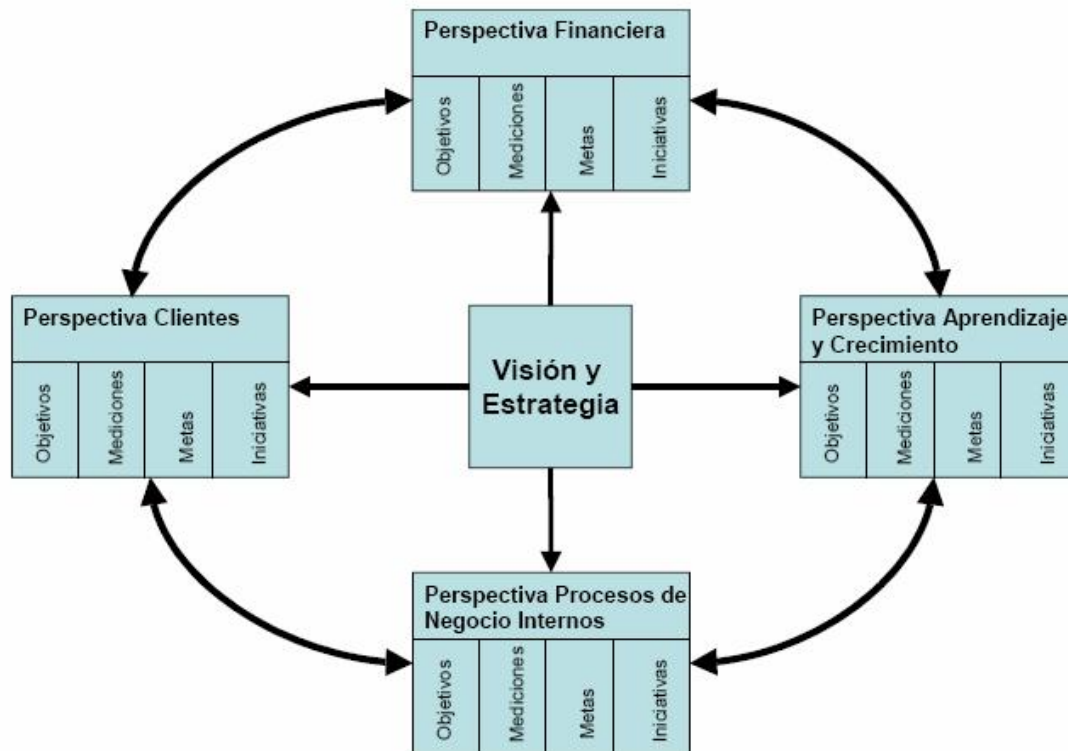 Perspectiva Financiera
Objetivos
Mediciones
Metas
Iniciativas
Perspectiva Clientes
Objetivos
Mediciones
Metas
Iniciativas
Visión y
Estrategia
Perspectiva Aprendizaje
y Crecimiento
Objetivos
Mediciones
Metas
Iniciativas
Perspectiva Procesos de
Negocio Internos
Objetivos
Mediciones
Metas
Iniciativas